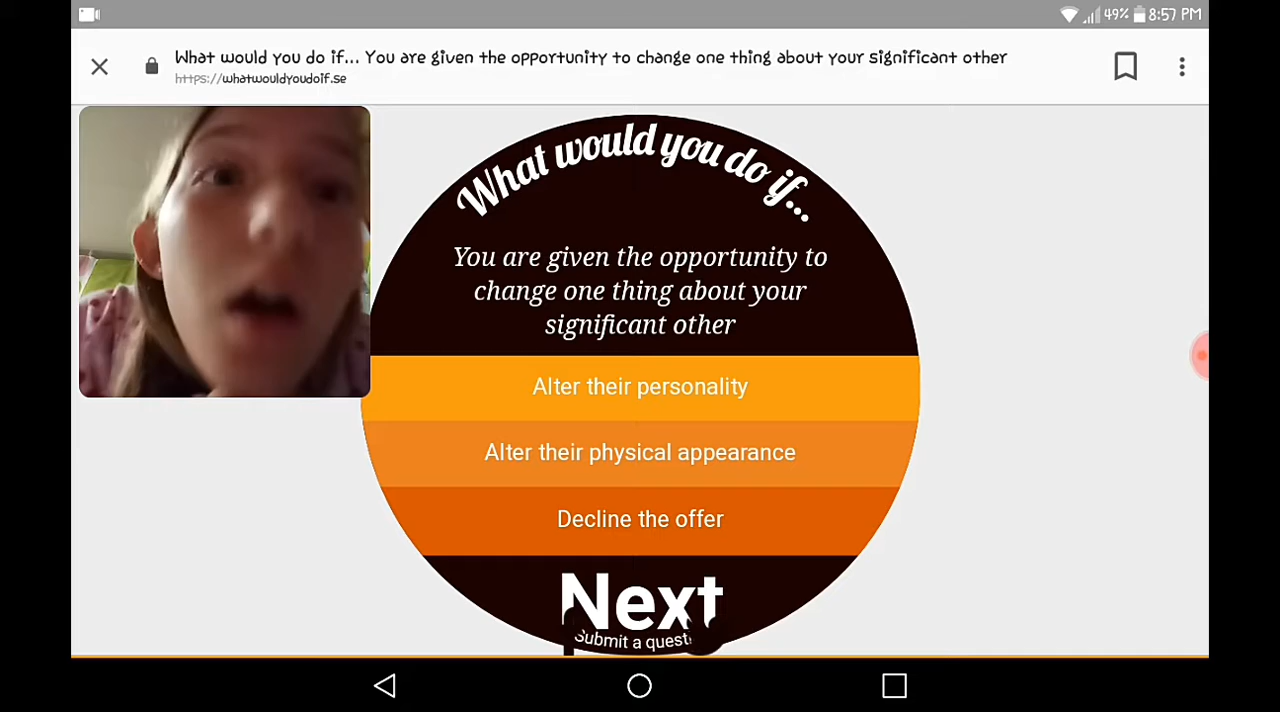 49% 8:57 PM
What would you do if... You are given the opportunity to change one thing about your significant other
https://whatwouldyoudoif.se
What would you do if...
You are given the opportunity to
change one thing about your
significant other
Alter their personality
Alter their physical appearance
Decline the offer
Next
Submit a quest